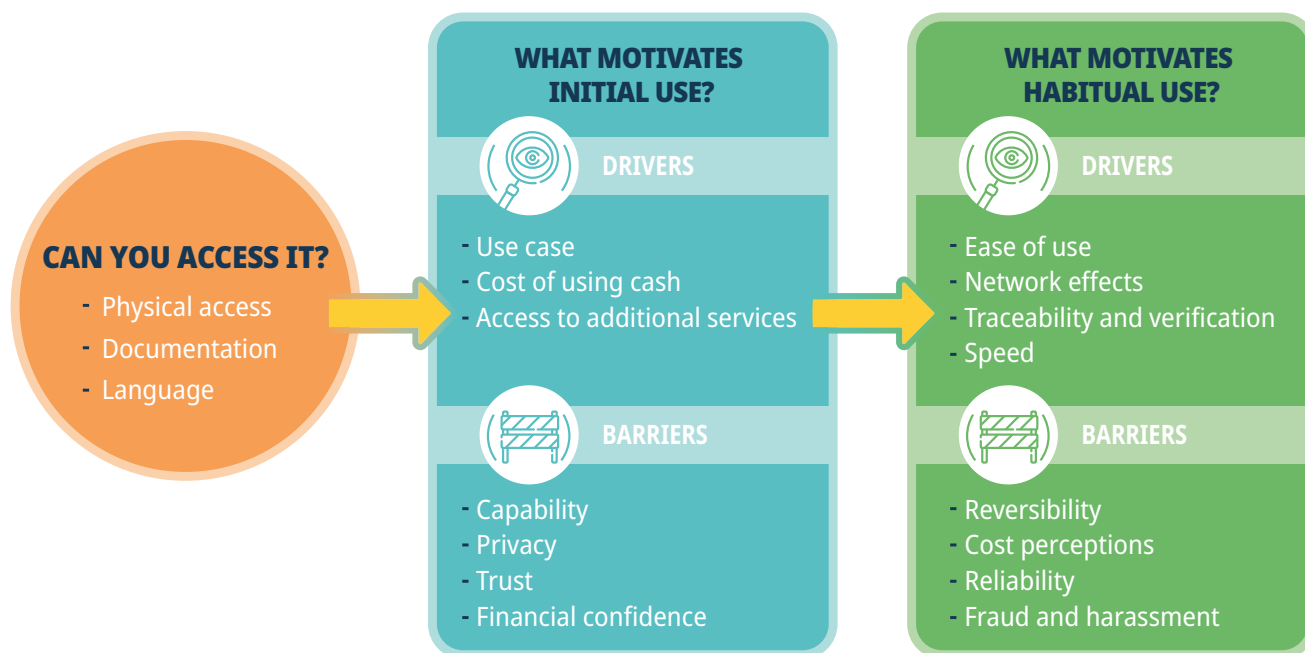 CAN YOU ACCESS IT?
- Physical access
- Documentation
- Language
WHAT MOTIVATES
INITIAL USE?
DRIVERS
- Use case
- Cost of using cash
- Access to additional services
BARRIERS
- Capability
- Privacy
- Trust
- Financial confidence
WHAT MOTIVATES
HABITUAL USE?
DRIVERS
- Ease of use
- Network effects
- Traceability and verification
- Speed
BARRIERS
- Reversibility
- Cost perceptions
- Reliability
- Fraud and harassment